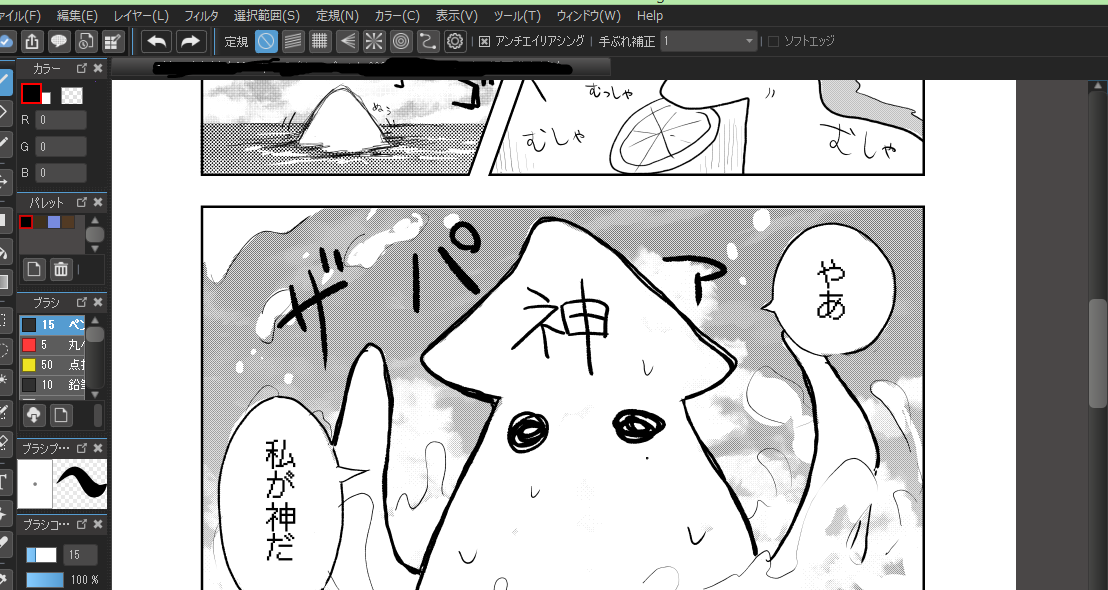 ァイル(F) 編集(E) レイヤー(L) フィルタ 選択範囲(S) 定規(N) カラー(C) 表示(V) ツール(T) ウィンドウ(W) Help
定規 アンチエイリアシング 手ぶれ補正 1 ソフトエッジ
カラー
R 0
G 0
B 0
パレット
ブラシ
15 ペン
5 丸ペ
50 点描
10 鉛筆
ブラシプ…
ブラシコ…
15
100 %
むっしゃ
むしゃ
むしゃ
ぬぅ
ザパァ
やあ
神
私が神だ